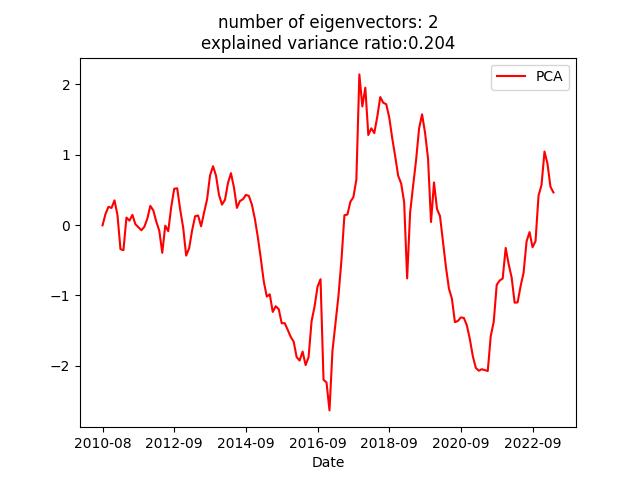 number of eigenvectors: 2
explained variance ratio:0.204
PCA
2
1
0
−1
−2
2010-08 2012-09 2014-09 2016-09 2018-09 2020-09 2022-09
Date